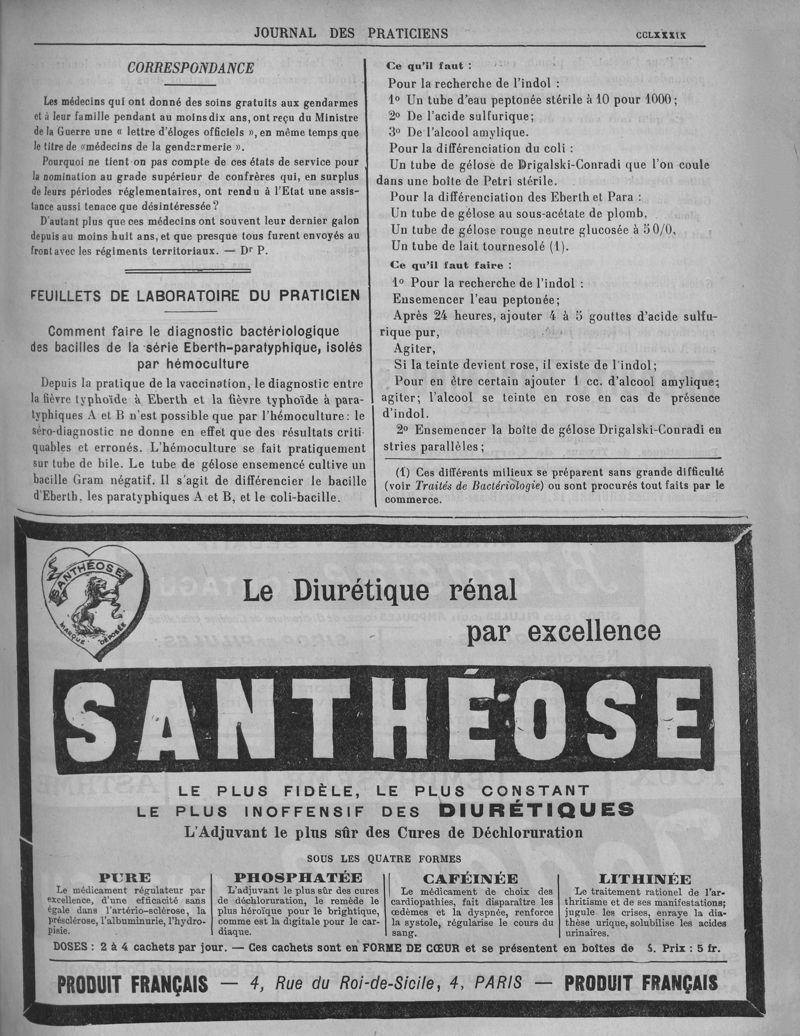 JOURNAL DES PRATICIENS
CCLXXXIX
CORRESPONDANCE
Les médecins qui ont donné des soins gratuits aux gendarmes
et à leur famille pendant au moins dix ans, ont reçu du Ministre
de la Guerre une « lettre d'éloges officiels », en même temps que
le titre de «médecins de la gendarmerie ».
Pourquoi ne tient on pas compte de ces états de service pour
la nomination au grade supérieur de confrères qui, en surplus
de leurs périodes réglementaires, ont rendu à l'Etat une assis-
tance aussi tenace que désintéressée ?
D'autant plus que ces médecins ont souvent leur dernier galon
depuis au moins huit ans, et que presque tous furent envoyés au
front avec les régiments territoriaux. — Dr P.
FEUILLETS DE LABORATOIRE DU PRATICIEN
Comment faire le diagnostic bactériologique
des bacilles de la série Eberth-paratyphique, isolés
par hémoculture
Depuis la pratique de la vaccination, le diagnostic entre
la fièvre typhoïde à Eberth et la fièvre typhoïde à para-
typhiques A et B n'est possible que par l'hémoculture : le
séro-diagnostic ne donne en effet que des résultats criti-
quables et erronés. L'hémoculture se fait pratiquement
sur tube de bile. Le tube de gélose ensemencé cultive un
bacille Gram négatif. Il s'agit de différencier le bacille
d'Eberth, les paratyphiques A et B, et le coli-bacille.
Ce qu'il faut :
Pour la recherche de l'indol :
1° Un tube d'eau peptonée stérile à 10 pour 1000 ;
2° De l'acide sulfurique ;
3° De l'alcool amylique.
Pour la différenciation du coli :
Un tube de gélose de Drigalski-Conradi que l'on coule
dans une boîte de Petri stérile.
Pour la différenciation des Eberth et Para :
Un tube de gélose au sous-acétate de plomb,
Un tube de gélose rouge neutre glucosée à 5 0/0,
Un tube de lait tournesolé (1).
Ce qu'il faut faire :
1° Pour la recherche de l'indol :
Ensemencer l'eau peptonée ;
Après 24 heures, ajouter 4 à 5 gouttes d'acide sulfu-
rique pur,
Agiter,
Si la teinte devient rose, il existe de l'indol ;
Pour en être certain ajouter 1 cc. d'alcool amylique ;
agiter ; l'alcool se teinte en rose en cas de présence
d'indol.
2° Ensemencer la boîte de gélose Drigalski-Conradi en
stries parallèles ;
(1) Ces différents milieux se préparent sans grande difficulté
(voir Traités de Bactériologie) ou sont procurés tout faits par le
commerce.
SANTHÉOSE
MARQUE DÉPOSÉE
Le Diurétique rénal
par excellence
SANTHÉOSE
LE PLUS FIDÈLE, LE PLUS CONSTANT
LE PLUS INOFFENSIF DES DIURÉTIQUES
L'Adjuvant le plus sûr des Cures de Déchloruration
SOUS LES QUATRE FORMES
PURE
Le médicament régulateur par
excellence, d'une efficacité sans
égale dans l'artério-sclérose, la
présclérose, l'albuminurie, l'hydro-
pisie.
PHOSPHATÉE
L'adjuvant le plus sûr des cures
de déchloruration, le remède le
plus héroïque pour le brightique,
comme est la digitale pour le car-
diaque.
CAFÉINÉE
Le médicament de choix des
cardiopathies, fait disparaître les
œdèmes et la dyspnée, renforce
la systole, régularise le cours du
sang.
LITHINÉE
Le traitement rationel de l'ar-
thritisme et de ses manifestations;
jugule les crises, enraye la dia-
thèse urique, solubilise les acides
urinaires.
DOSES : 2 à 4 cachets par jour. — Ces cachets sont en FORME DE CŒUR et se présentent en boîtes de Prix : 5 fr.
PRODUIT FRANÇAIS — 4, Rue du Roi-de-Sicile, 4, PARIS — PRODUIT FRANÇAIS